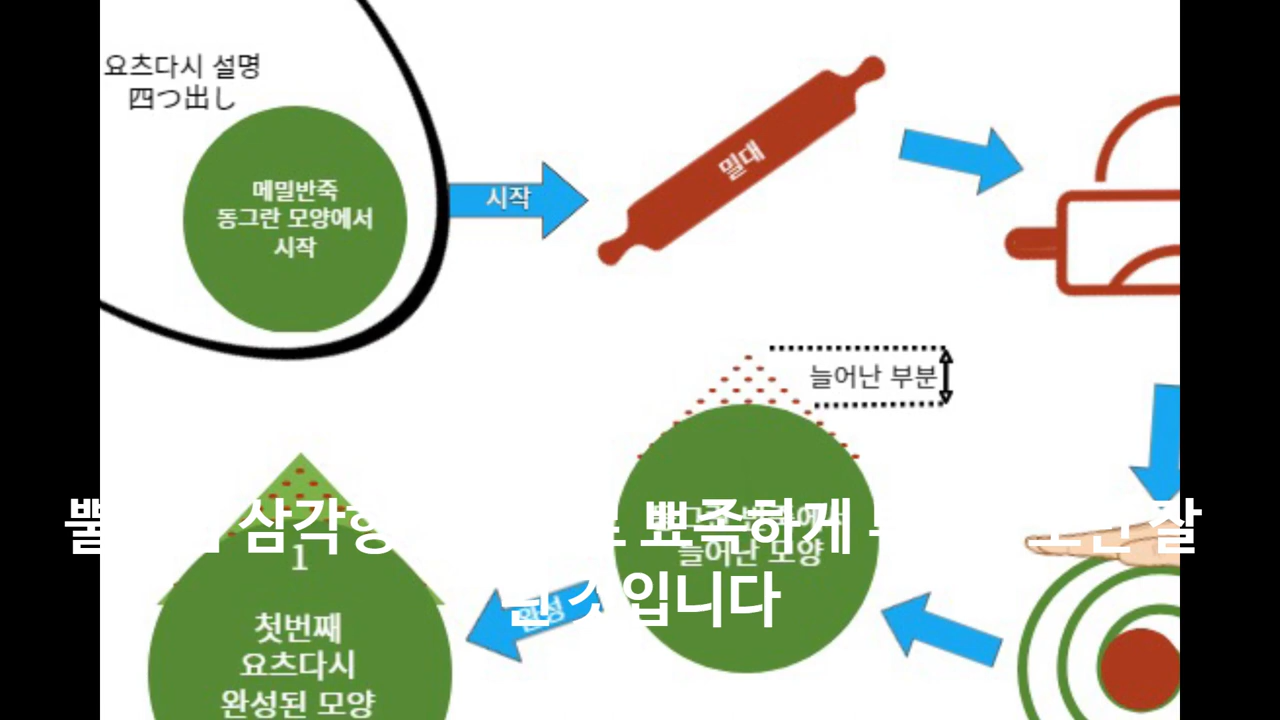 요츠다시 설명
四つ出し
메밀반죽
동그란 모양에서
시작
시작
밀대
늘어난 부분
늘어난 모양
삼각형 뾰족하게 잘
입니다
완성
1
첫번째
요츠다시
완성된 모양